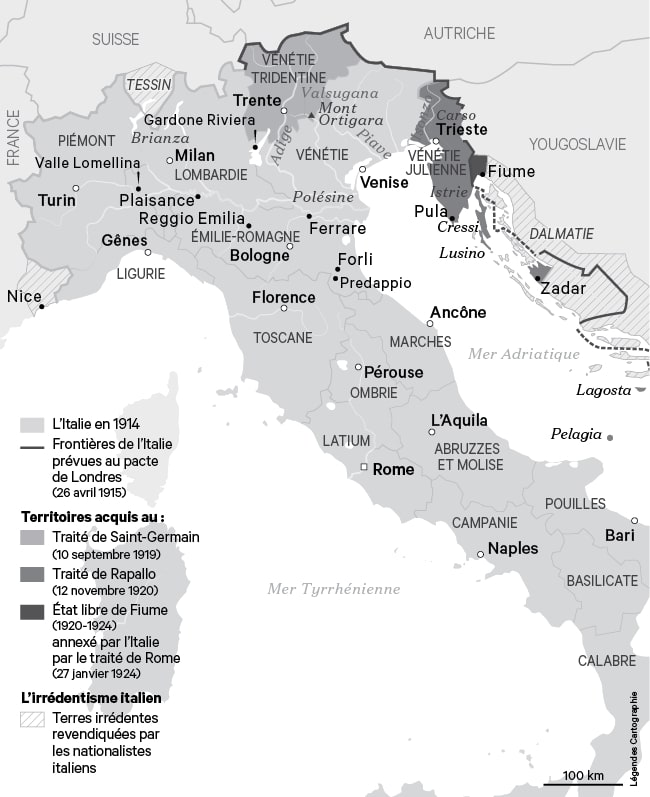 SUISSE
AUTRICHE
FRANCE
TESSIN
VÉNÉTIE
TRIDENTINE
Valsugana
Trente
Mont
Ortigara
Gardone Riviera
Isonzo
Carso
Trieste
YOUGOSLAVIE
PIÉMONT
Brianza
Adige
Piave
Valle Lomellina
Milan
LOMBARDIE
VÉNÉTIE
VÉNÉTIE
JULIENNE
Fiume
Turin
Venise
Istrie
Plaisance
Polésine
Pula
Reggio Emilia
Ferrare
Cressi
DALMATIE
Gênes
ÉMILIE-ROMAGNE
Bologne
Lusino
LIGURIE
Forli
Zadar
Predappio
Nice
Florence
Ancône
TOSCANE
MARCHES
Mer Adriatique
Pérouse
OMBRIE
Lagosta
L'Aquila
Pelagia
LATIUM
ABRUZZES
ET MOLISE
Rome
POUILLES
CAMPANIE
Bari
Naples
BASILICATE
Mer Tyrrhénienne
CALABRE
L'Italie en 1914
Frontières de l'Italie
prévues au pacte
de Londres
(26 avril 1915)
Territoires acquis au :
Traité de Saint-Germain
(10 septembre 1919)
Traité de Rapallo
(12 novembre 1920)
État libre de Fiume
(1920-1924)
annexé par l'Italie
par le traité de Rome
(27 janvier 1924)
L'irrédentisme italien
Terres irrédentes
revendiquées par
les nationalistes
italiens
100 km
Légendes Cartographie